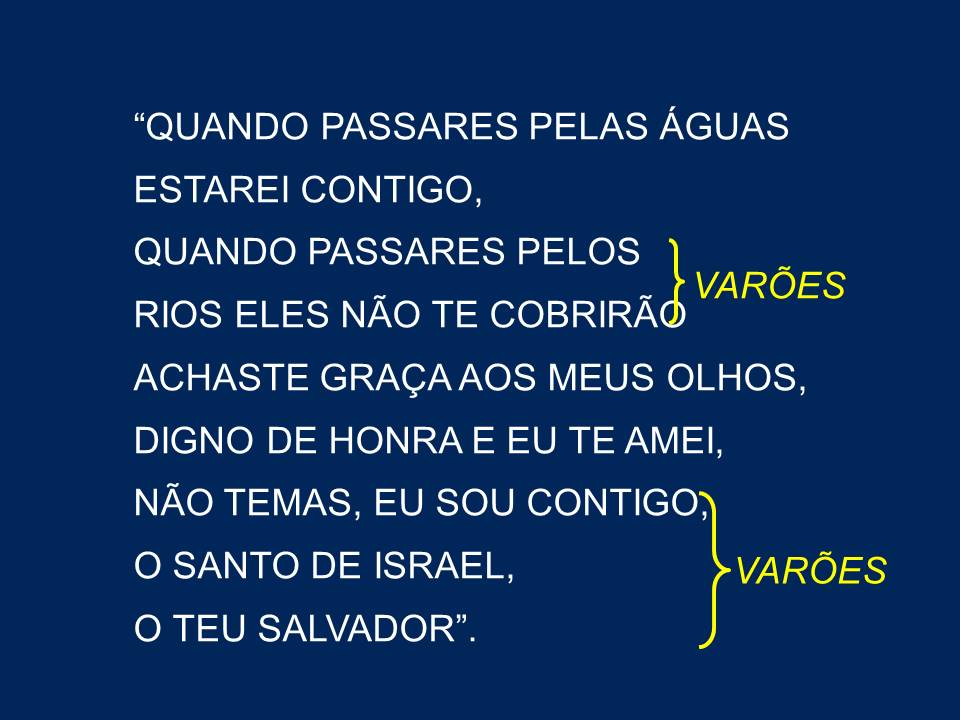 “QUANDO PASSARES PELAS ÁGUAS
ESTAREI CONTIGO,
QUANDO PASSARES PELOS
VARÕES
RIOS ELES NÃO TE COBRIRÃO
ACHASTE GRAÇA AOS MEUS OLHOS,
DIGNO DE HONRA E EU TE AMEI,
NÃO TEMAS, EU SOU CONTIGO,
O SANTO DE ISRAEL,
VARÕES
O TEU SALVADOR”.